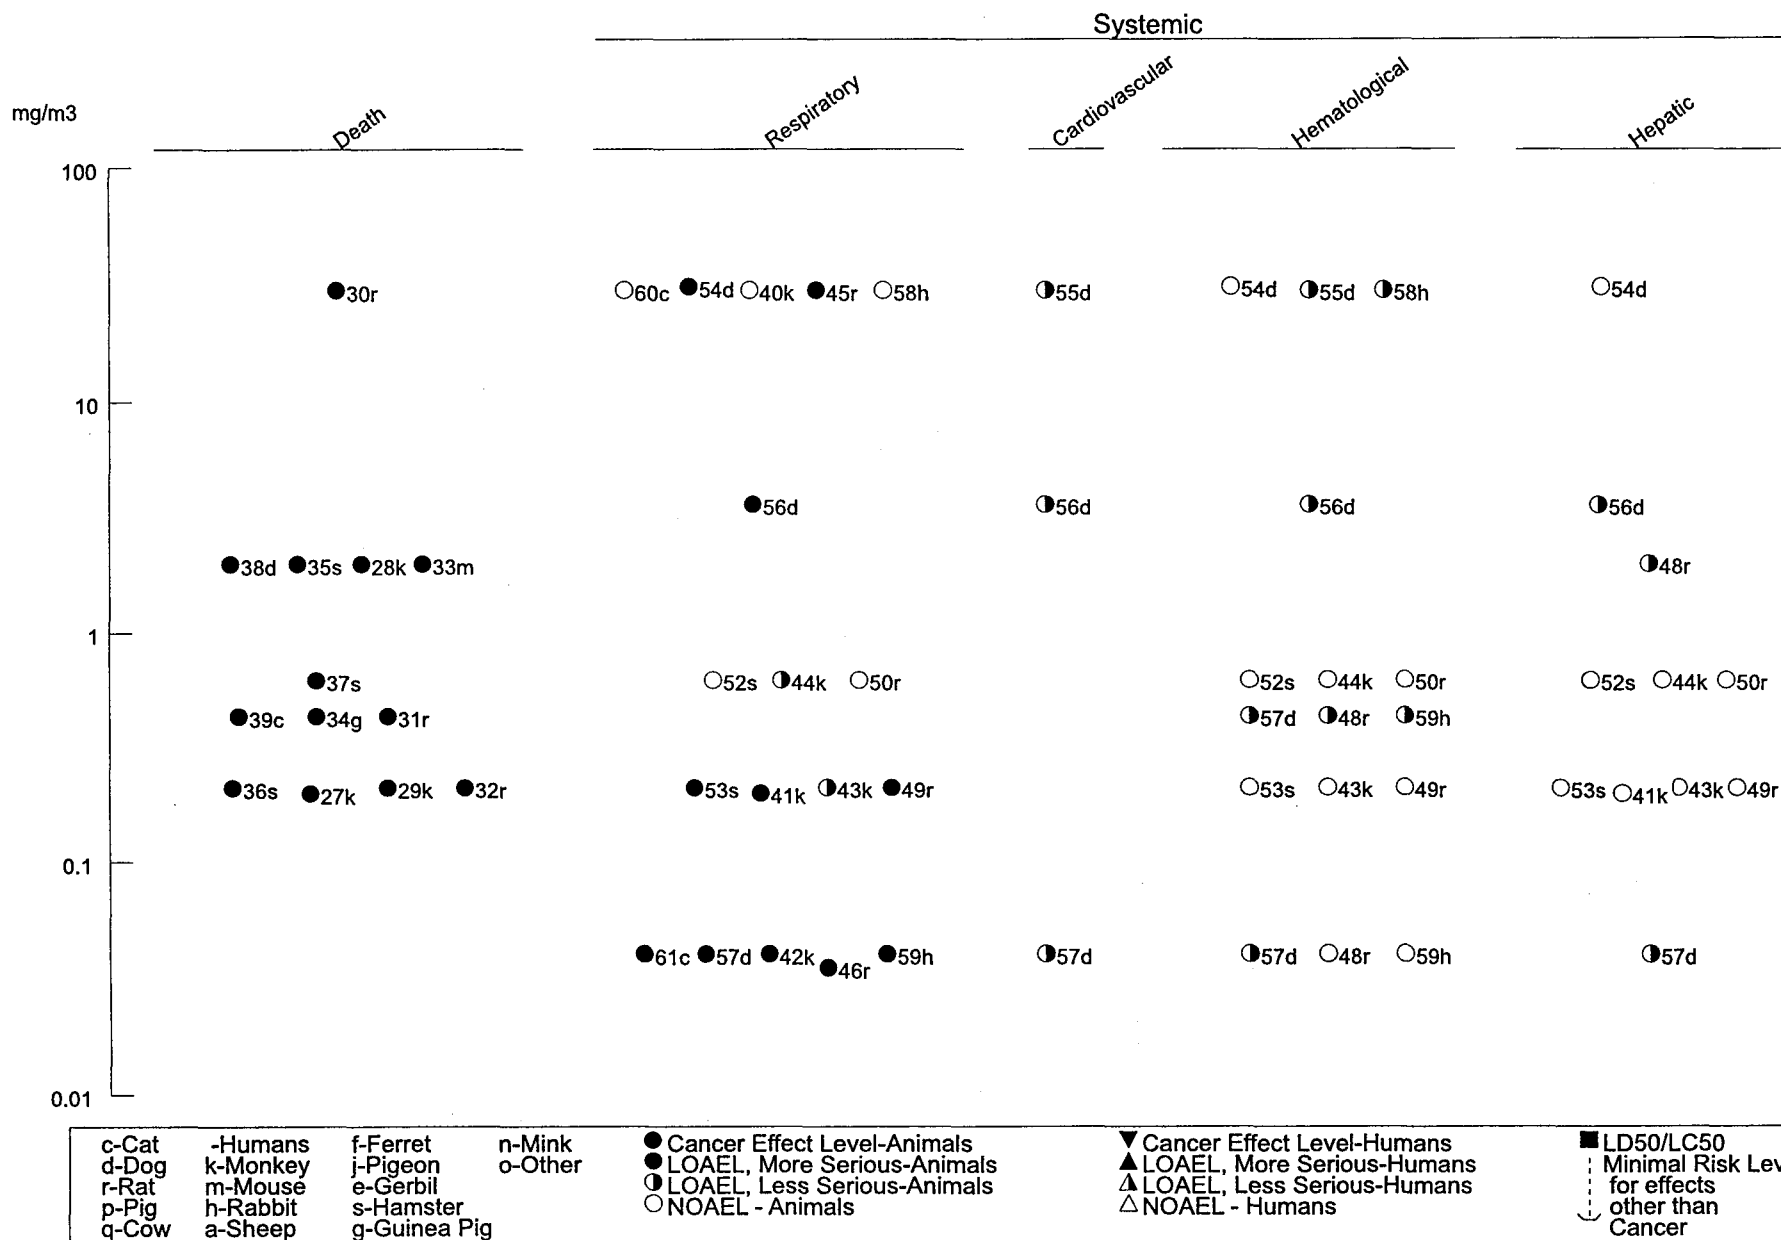 Systemic
mg/m3
Death
Respiratory
Cardiovascular
Hematological
Hepatic
100
30r
60c 54d 40k 45r 58h
55d
54d 55d 58h
54d
10
56d
56d
56d
56d
38d 35s 28k 33m
48r
1
37s
52s 44k 50r
52s 44k 50r
52s 44k 50r
39c 34g 31r
57d 48r 59h
36s 27k 29k 32r
53s 41k 43k 49r
53s 43k 49r
53s 41k 43k 49r
0.1
61c 57d 42k 46r 59h
57d
57d 48r 59h
57d
0.01
c-Cat -Humans f-Ferret n-Mink
d-Dog k-Monkey j-Pigeon o-Other
r-Rat m-Mouse e-Gerbil
p-Pig h-Rabbit s-Hamster
q-Cow a-Sheep g-Guinea Pig
Cancer Effect Level-Animals
LOAEL, More Serious-Animals
LOAEL, Less Serious-Animals
NOAEL - Animals
Cancer Effect Level-Humans
LOAEL, More Serious-Humans
LOAEL, Less Serious-Humans
NOAEL - Humans
LD50/LC50
Minimal Risk Lev
for effects
other than
Cancer